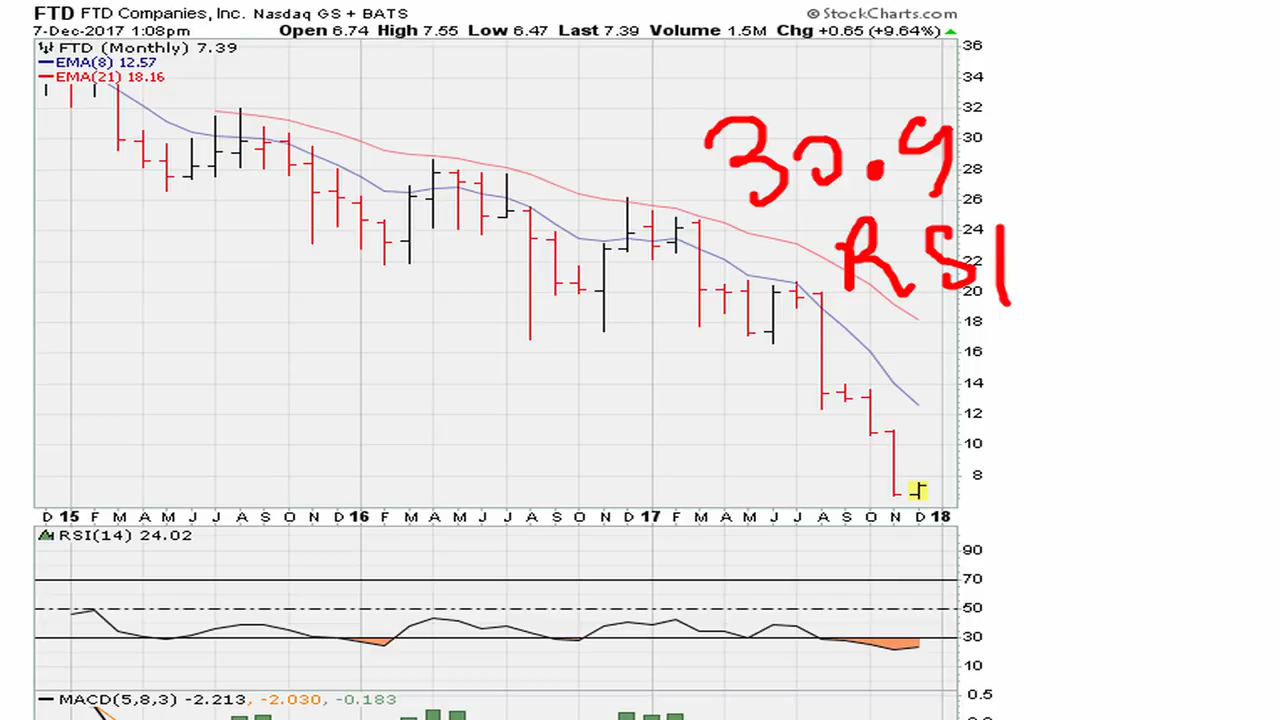 FTD FTD Companies, Inc. Nasdaq GS + BATS © StockCharts.com
7-Dec-2017 1:08pm Open 6.74 High 7.55 Low 6.47 Last 7.39 Volume 1.5M Chg +0.65 (+9.64%)
FTD (Monthly) 7.39
EMA(8) 12.57
EMA(21) 18.16
36
34
32
30
28
26
24
22
20
18
16
14
12
10
8
30.9
RSI
D 15 F M A M J J A S O N D 16 F M A M J J A S O N D 17 F M A M J J A S O N D 18
RSI(14) 24.02
90
70
50
30
10
MACD(5,8,3) -2.213, -2.030, -0.183
0.5